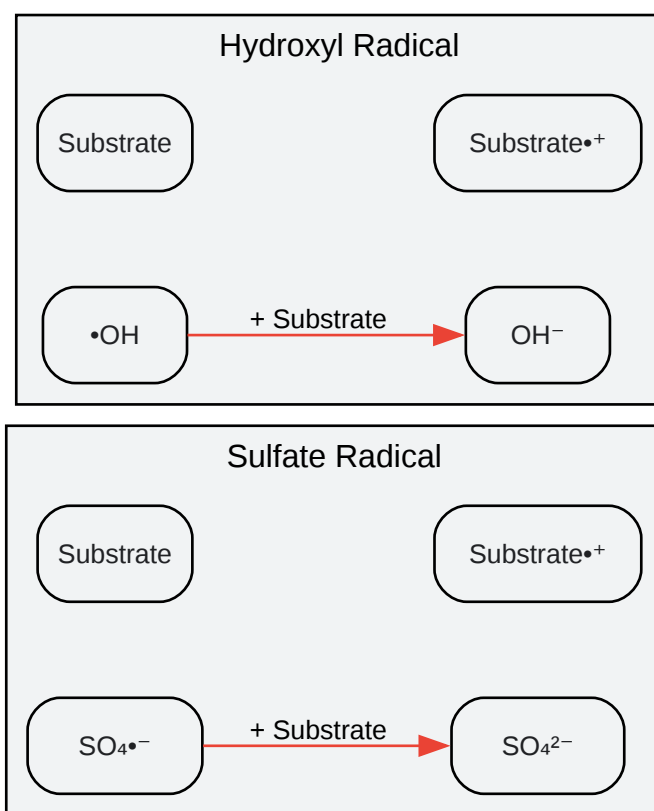 Hydroxyl Radical
Substrate
Substrate•⁺
+ Substrate
•OH
OH⁻
Sulfate Radical
Substrate
Substrate•⁺
+ Substrate
SO₄•⁻
SO₄²⁻